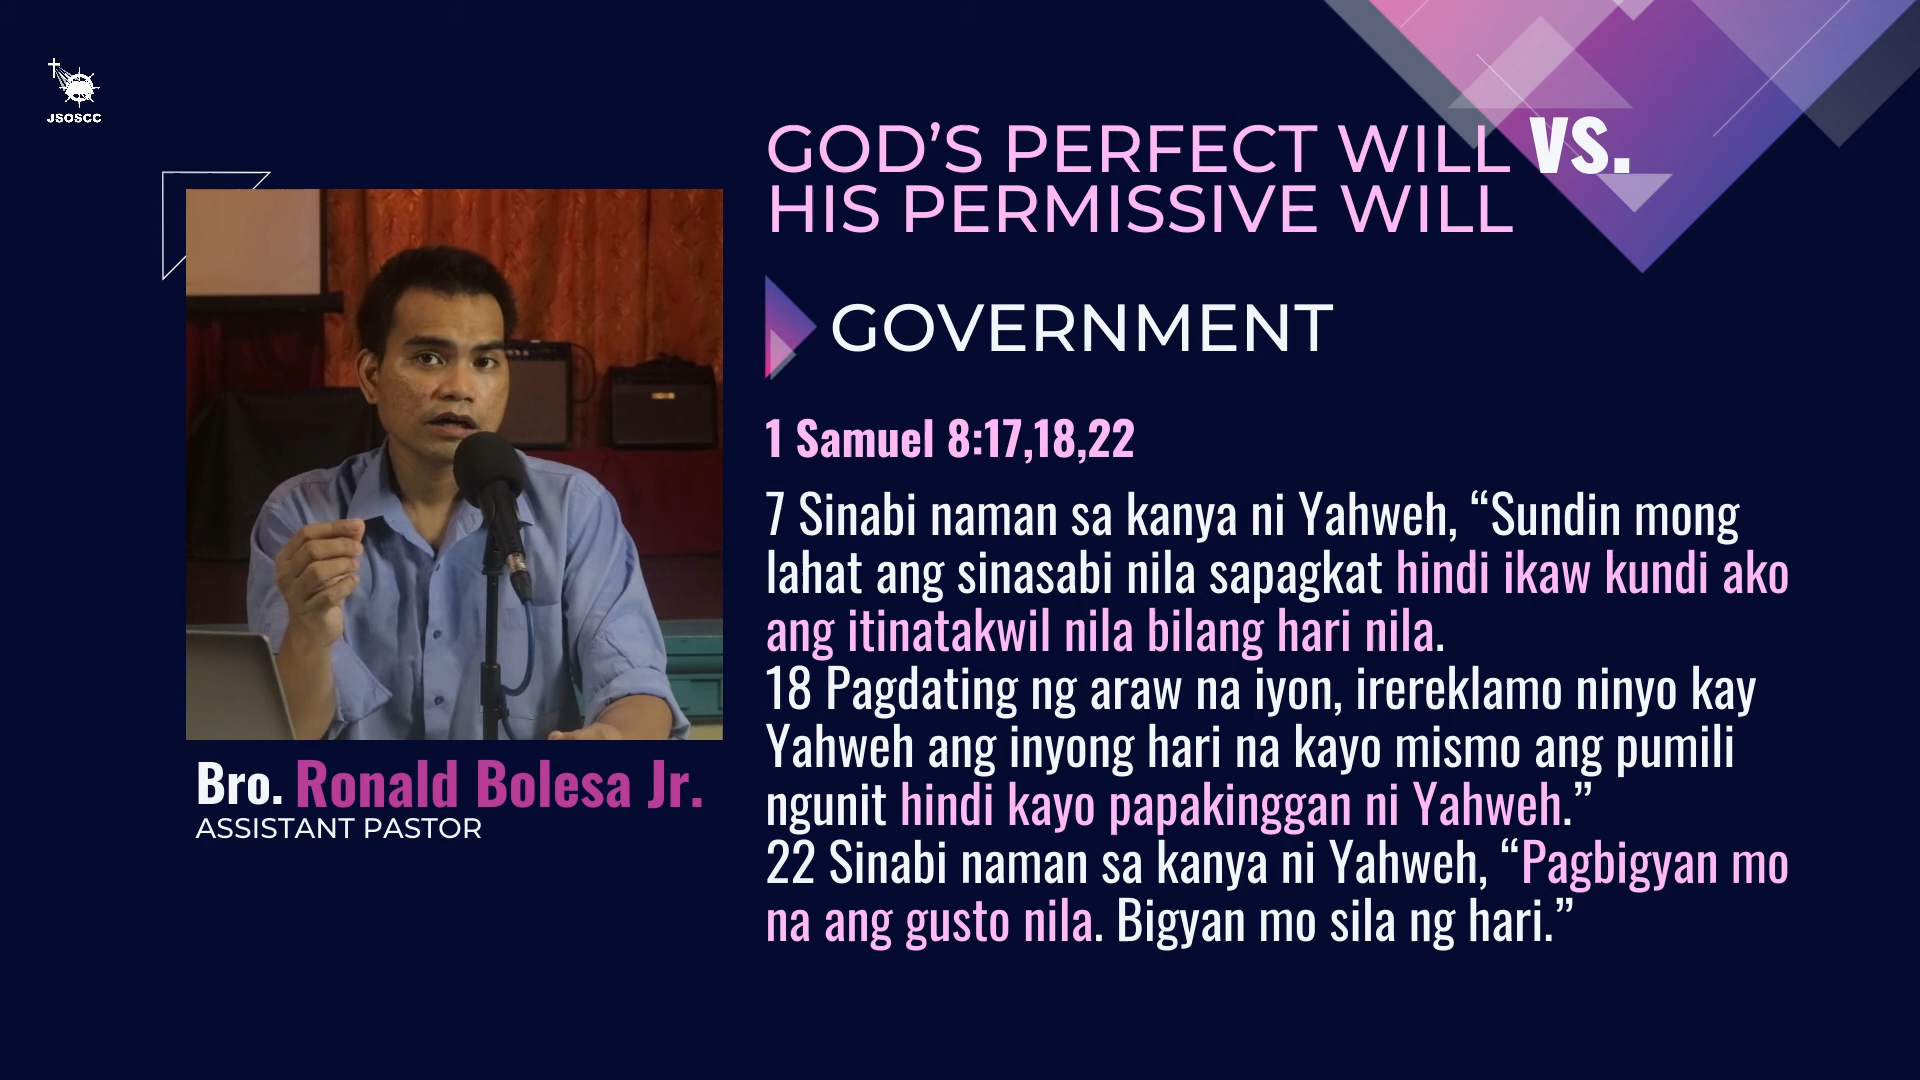 JSOSCC
GOD’S PERFECT WILL VS.
HIS PERMISSIVE WILL
GOVERNMENT
1 Samuel 8:17,18,22
7 Sinabi naman sa kanya ni Yahweh, “Sundin mong
lahat ang sinasabi nila sapagkat hindi ikaw kundi ako
ang itinatakwil nila bilang hari nila.
18 Pagdating ng araw na iyon, irereklamo ninyo kay
Yahweh ang inyong hari na kayo mismo ang pumili
ngunit hindi kayo papakinggan ni Yahweh.”
22 Sinabi naman sa kanya ni Yahweh, “Pagbigyan mo
na ang gusto nila. Bigyan mo sila ng hari.”
Bro. Ronald Bolesa Jr.
ASSISTANT PASTOR